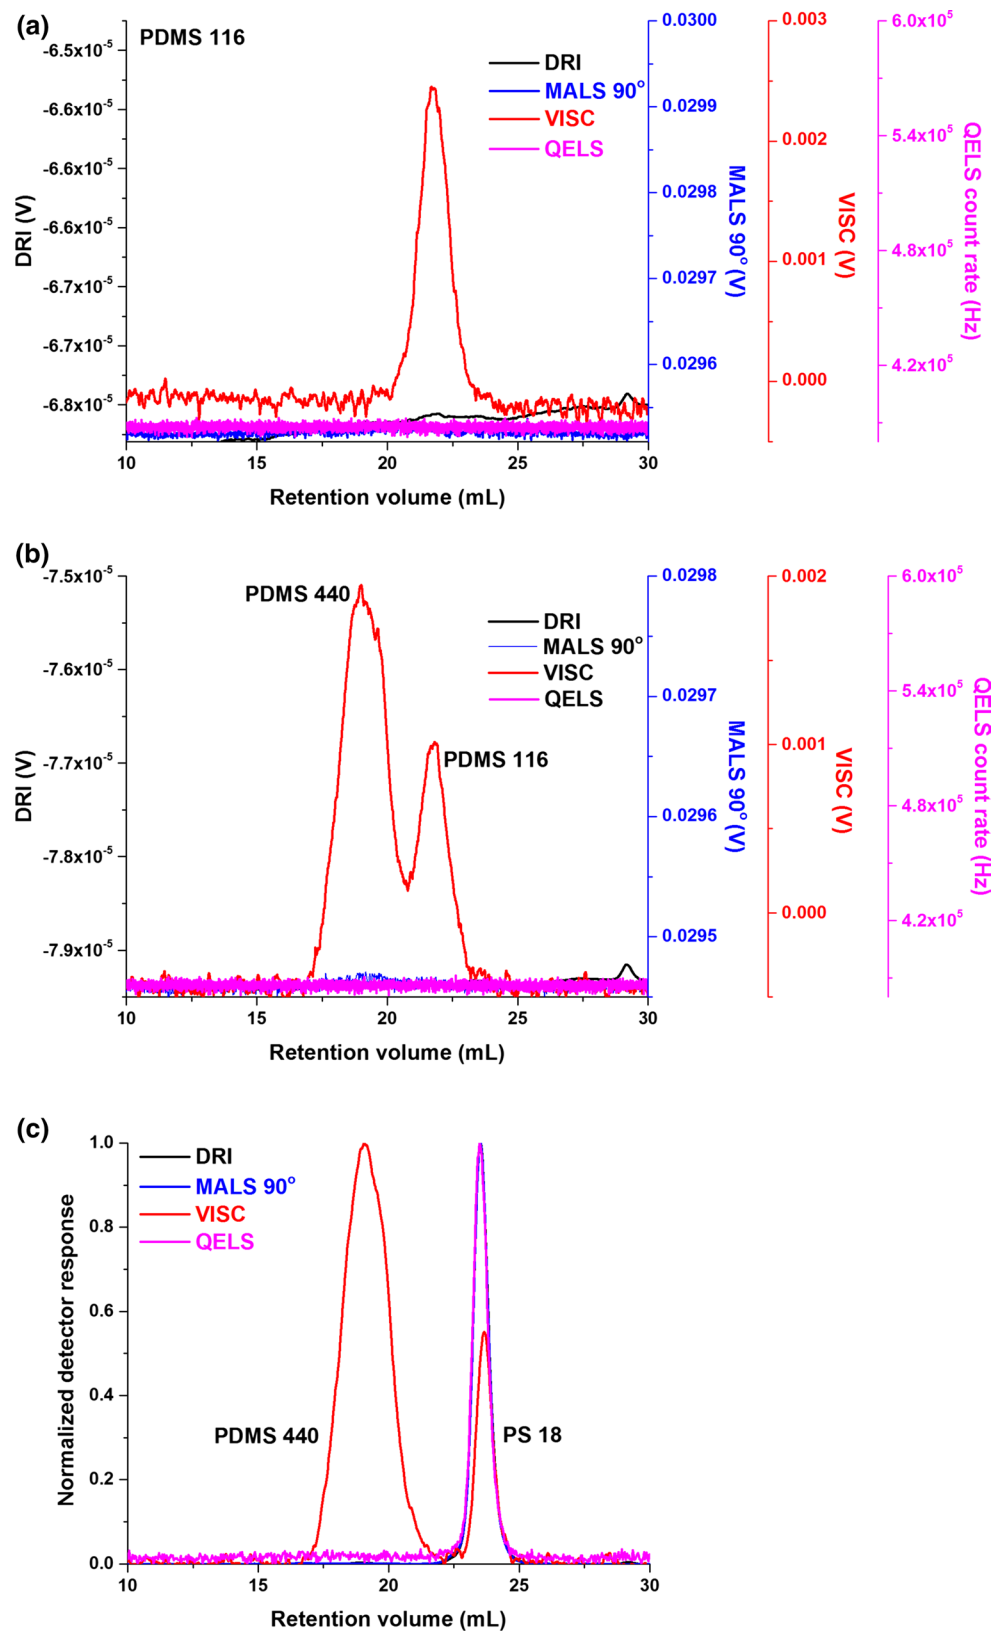 (a)
PDMS 116
DRI
MALS 90°
VISC
QELS
-6.5x10⁻⁵
-6.6x10⁻⁵
-6.6x10⁻⁵
-6.6x10⁻⁵
-6.7x10⁻⁵
-6.7x10⁻⁵
-6.8x10⁻⁵
DRI (V)
0.0300
0.0299
0.0298
0.0297
0.0296
MALS 90° (V)
0.003
0.002
0.001
0.000
VISC (V)
6.0x10⁵
5.4x10⁵
4.8x10⁵
4.2x10⁵
QELS count rate (Hz)
10 15 20 25 30
Retention volume (mL)
(b)
PDMS 440
PDMS 116
DRI
MALS 90°
VISC
QELS
-7.5x10⁻⁵
-7.6x10⁻⁵
-7.7x10⁻⁵
-7.8x10⁻⁵
-7.9x10⁻⁵
DRI (V)
0.0298
0.0297
0.0296
0.0295
MALS 90° (V)
0.002
0.001
0.000
VISC (V)
6.0x10⁵
5.4x10⁵
4.8x10⁵
4.2x10⁵
QELS count rate (Hz)
10 15 20 25 30
Retention volume (mL)
(c)
DRI
MALS 90°
VISC
QELS
1.0
0.8
0.6
0.4
0.2
0.0
Normalized detector response
PDMS 440
PS 18
10 15 20 25 30
Retention volume (mL)